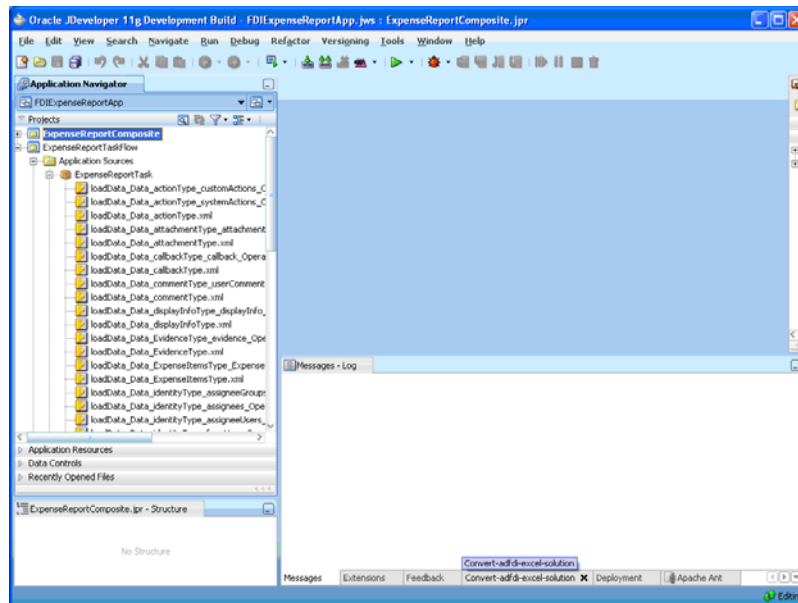 Oracle JDeveloper 11g Development Build - FDIExpenseReportApp.jws : ExpenseReportComposite.jpr
File Edit View Search Navigate Run Debug Refactor Versioning Tools Window Help
Application Navigator
FDIExpenseReportApp
Projects
ExpenseReportComposite
ExpenseReportTaskFlow
Application Sources
ExpenseReportTask
loadData_Data_actionType_customActions_C
loadData_Data_actionType_systemActions_C
loadData_Data_actionType.xml
loadData_Data_attachmentType_attachment
loadData_Data_attachmentType.xml
loadData_Data_callbackType_callback_Opera
loadData_Data_callbackType.xml
loadData_Data_commentType_userComment
loadData_Data_commentType.xml
loadData_Data_displayInfoType_displayInfo_
loadData_Data_displayInfoType.xml
loadData_Data_EvidenceType_evidence_Ope
loadData_Data_EvidenceType.xml
loadData_Data_ExpenseItemsType_Expense
loadData_Data_ExpenseItemsType.xml
loadData_Data_identityType_assigneeGroups
loadData_Data_identityType_assignees_Ope
loadData_Data_identityType_assigneeUsers_
Application Resources
Data Controls
Recently Opened Files
ExpenseReportComposite.jpr - Structure
No Structure
Messages - Log
Convert-adfdi-excel-solution
Messages Extensions Feedback Convert-adfdi-excel-solution Deployment Apache Ant
Editin